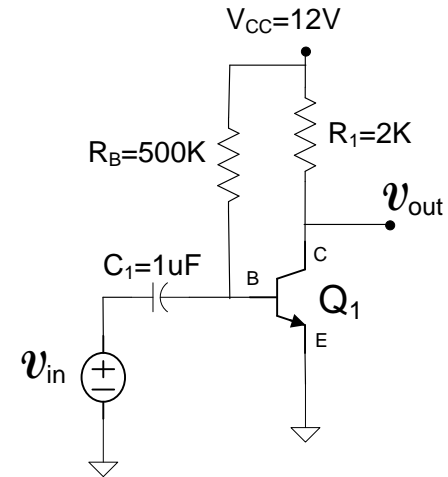 V_CC=12V
R_B=500K
R_1=2K
v_out
C_1=1uF
C
B
Q_1
E
v_in